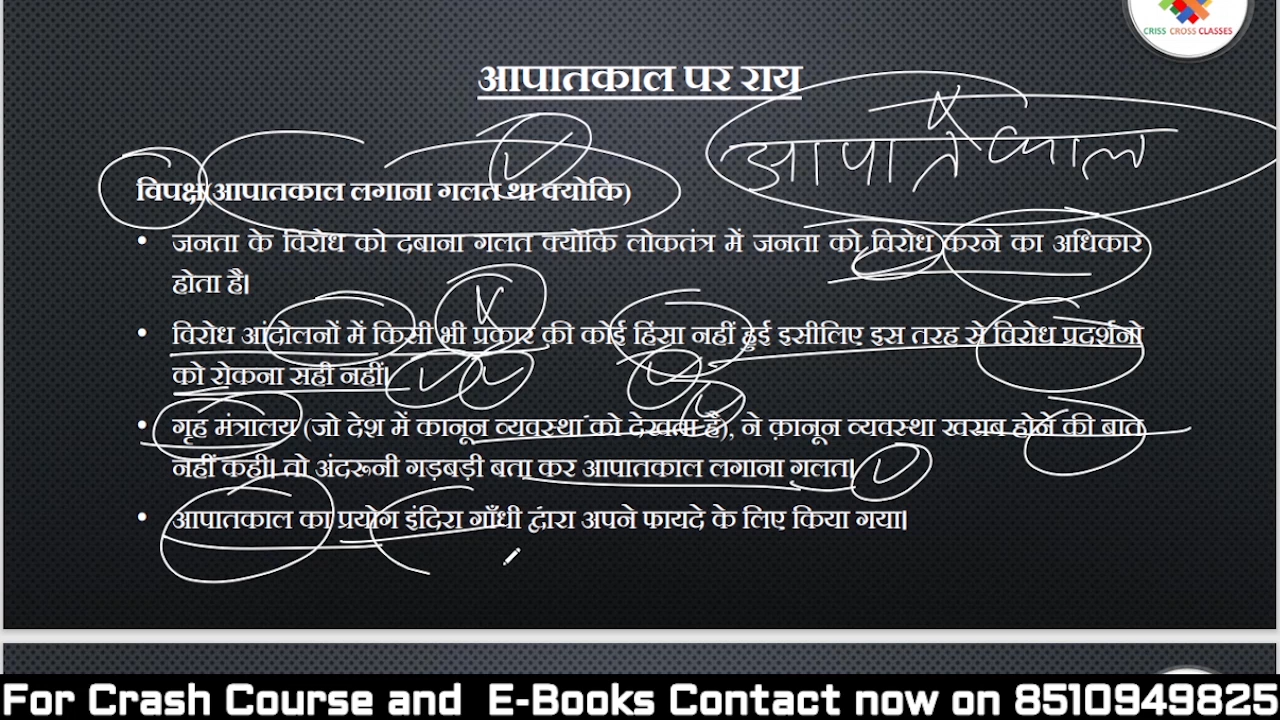 CRISS CROSS CLASSES
आपातकाल पर राय
आपातकाल
विपक्ष (आपातकाल लगाना गलत था क्योंकि)
• जनता के विरोध को दबाना गलत क्योंकि लोकतंत्र में जनता को विरोध करने का अधिकार
होता है।
• विरोध आंदोलनों में किसी भी प्रकार की कोई हिंसा नहीं हुई इसीलिए इस तरह से विरोध प्रदर्शनो
को रोकना सही नहीं।
• गृह मंत्रालय (जो देश में कानून व्यवस्था को देखता है), ने क़ानून व्यवस्था खराब होने की बात
नहीं कही। तो अंदरूनी गड़बड़ी बता कर आपातकाल लगाना गलत।
• आपातकाल का प्रयोग इंदिरा गाँधी द्वारा अपने फायदे के लिए किया गया।
For Crash Course and E-Books Contact now on 8510949825